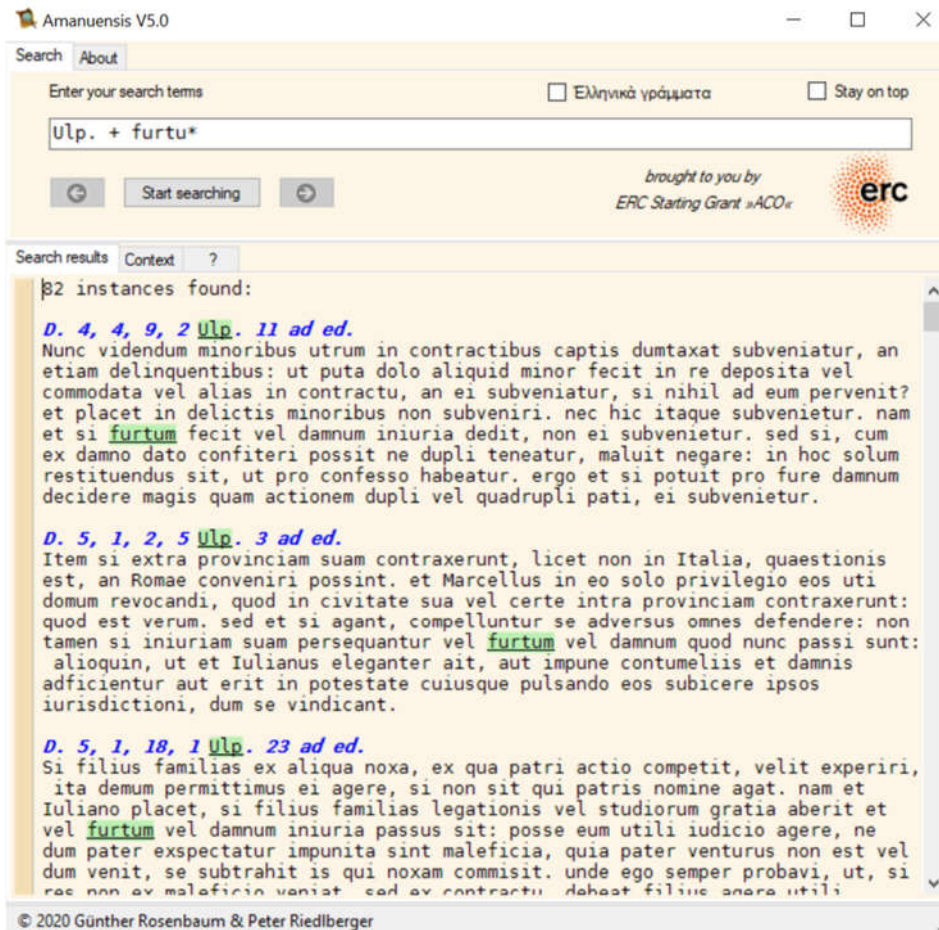 Amanuensis V5.0
Search About
Enter your search terms
Ἑλληνικὰ γράμματα
Stay on top
Ulp. + furtu*
Start searching
brought to you by
ERC Starting Grant »ACO«
erc
Search results Context ?
82 instances found:
D. 4, 4, 9, 2 Ulp. 11 ad ed.
Nunc videndum minoribus utrum in contractibus captis dumtaxat subveniatur, an
etiam delinquentibus: ut puta dolo aliquid minor fecit in re deposita vel
commodata vel alias in contractu, an ei subveniatur, si nihil ad eum pervenit?
et placet in delictis minoribus non subveniri. nec hic itaque subvenietur. nam
et si furtum fecit vel damnum iniuria dedit, non ei subvenietur. sed si, cum
ex damno dato confiteri possit ne dupli teneatur, maluit negare: in hoc solum
restituendus sit, ut pro confesso habeatur. ergo et si potuit pro fure damnum
decidere magis quam actionem dupli vel quadrupli pati, ei subvenietur.
D. 5, 1, 2, 5 Ulp. 3 ad ed.
Item si extra provinciam suam contraxerunt, licet non in Italia, quaestionis
est, an Romae conveniri possint. et Marcellus in eo solo privilegio eos uti
domum revocandi, quod in civitate sua vel certe intra provinciam contraxerunt:
quod est verum. sed et si agant, compelluntur se adversus omnes defendere: non
tamen si iniuriam suam persequantur vel furtum vel damnum quod nunc passi sunt:
alioquin, ut et Iulianus eleganter ait, aut impune contumeliis et damnis
adficientur aut erit in potestate cuiusque pulsando eos subicere ipsos
iurisdictioni, dum se vindicant.
D. 5, 1, 18, 1 Ulp. 23 ad ed.
Si filius familias ex aliqua noxa, ex qua patri actio competit, velit experiri,
ita demum permittimus ei agere, si non sit qui patris nomine agat. nam et
Iuliano placet, si filius familias legationis vel studiorum gratia aberit et
vel furtum vel damnum iniuria passus sit: posse eum utili iudicio agere, ne
dum pater exspectatur impunita sint maleficia, quia pater venturus non est vel
dum venit, se subtrahit is qui noxam commisit. unde ego semper probavi, ut, si
res non ex maleficio veniat, sed ex contractu, debeat filius agere utili
© 2020 Günther Rosenbaum & Peter Riedlberger